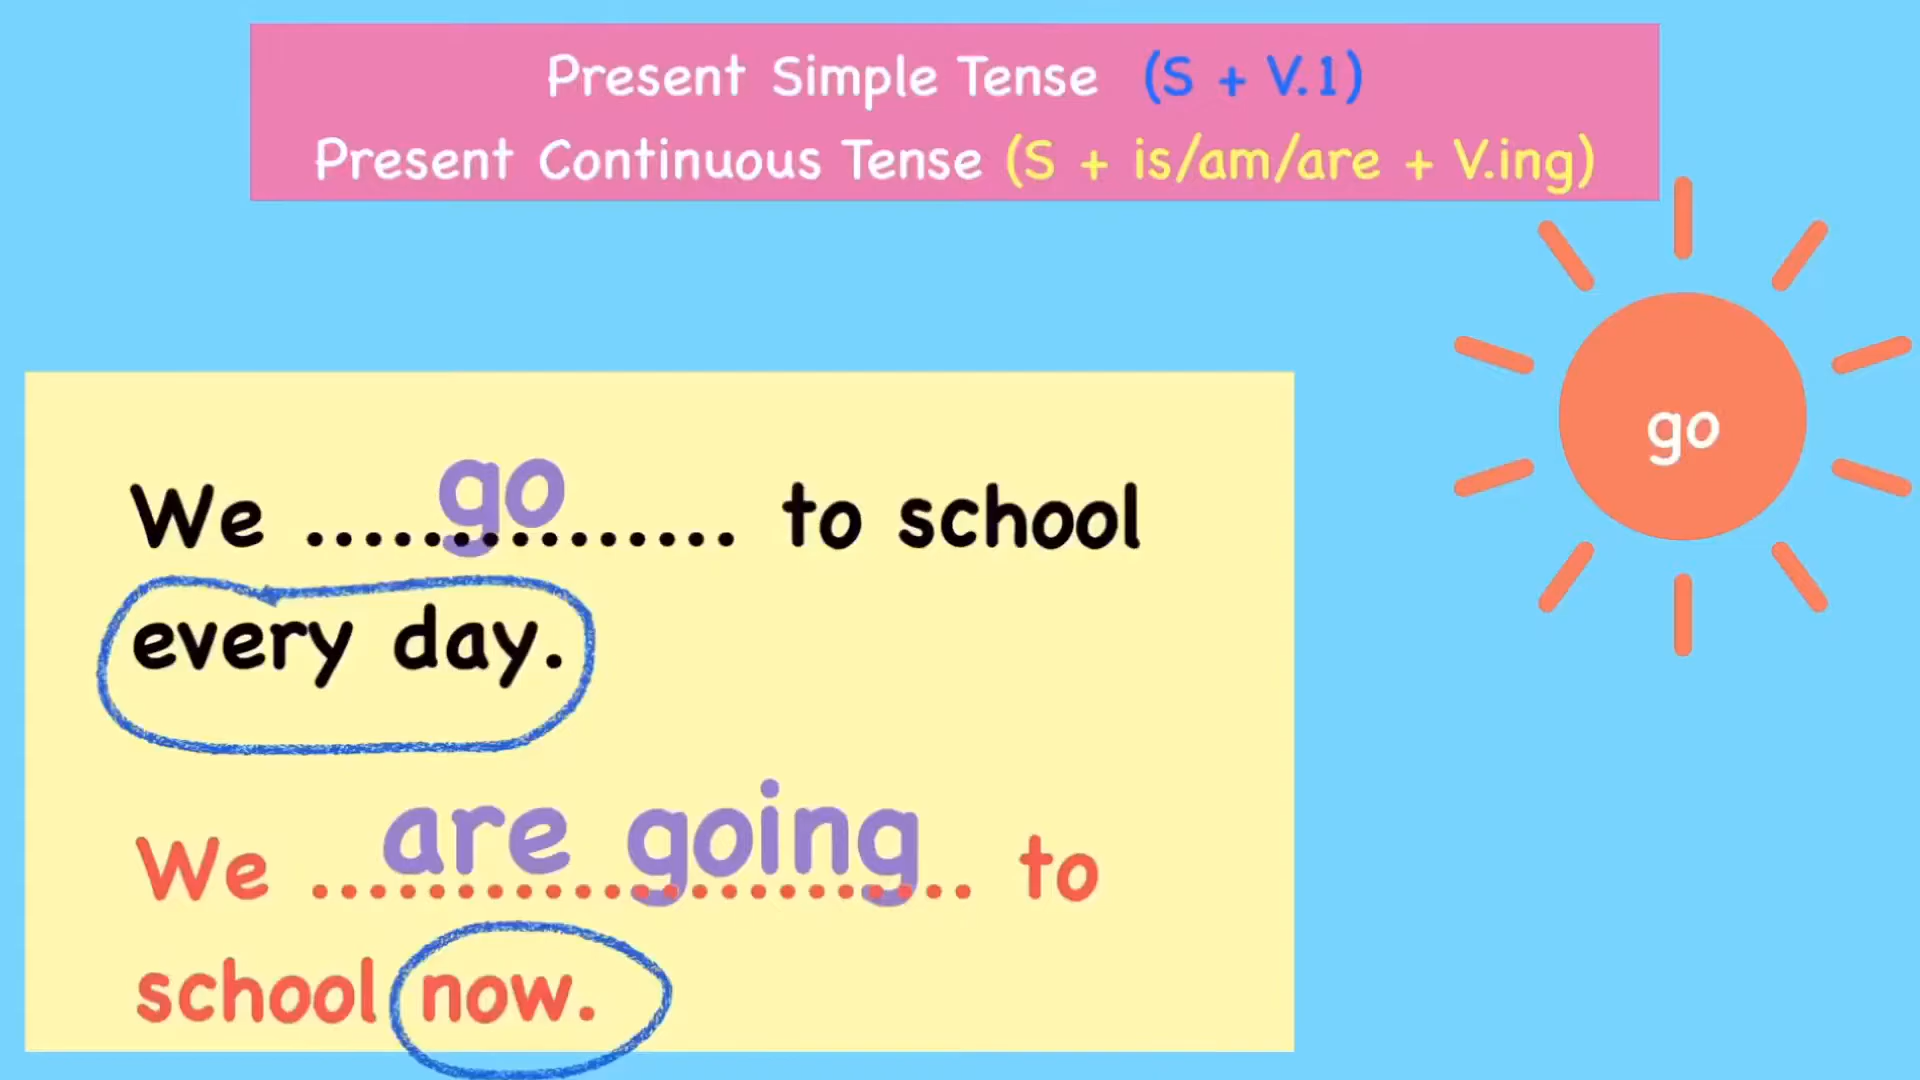 Present Simple Tense (S + V.1)
Present Continuous Tense (S + is/am/are + V.ing)
go
We ......go......... to school
every day.
We ...are going... to
school now.